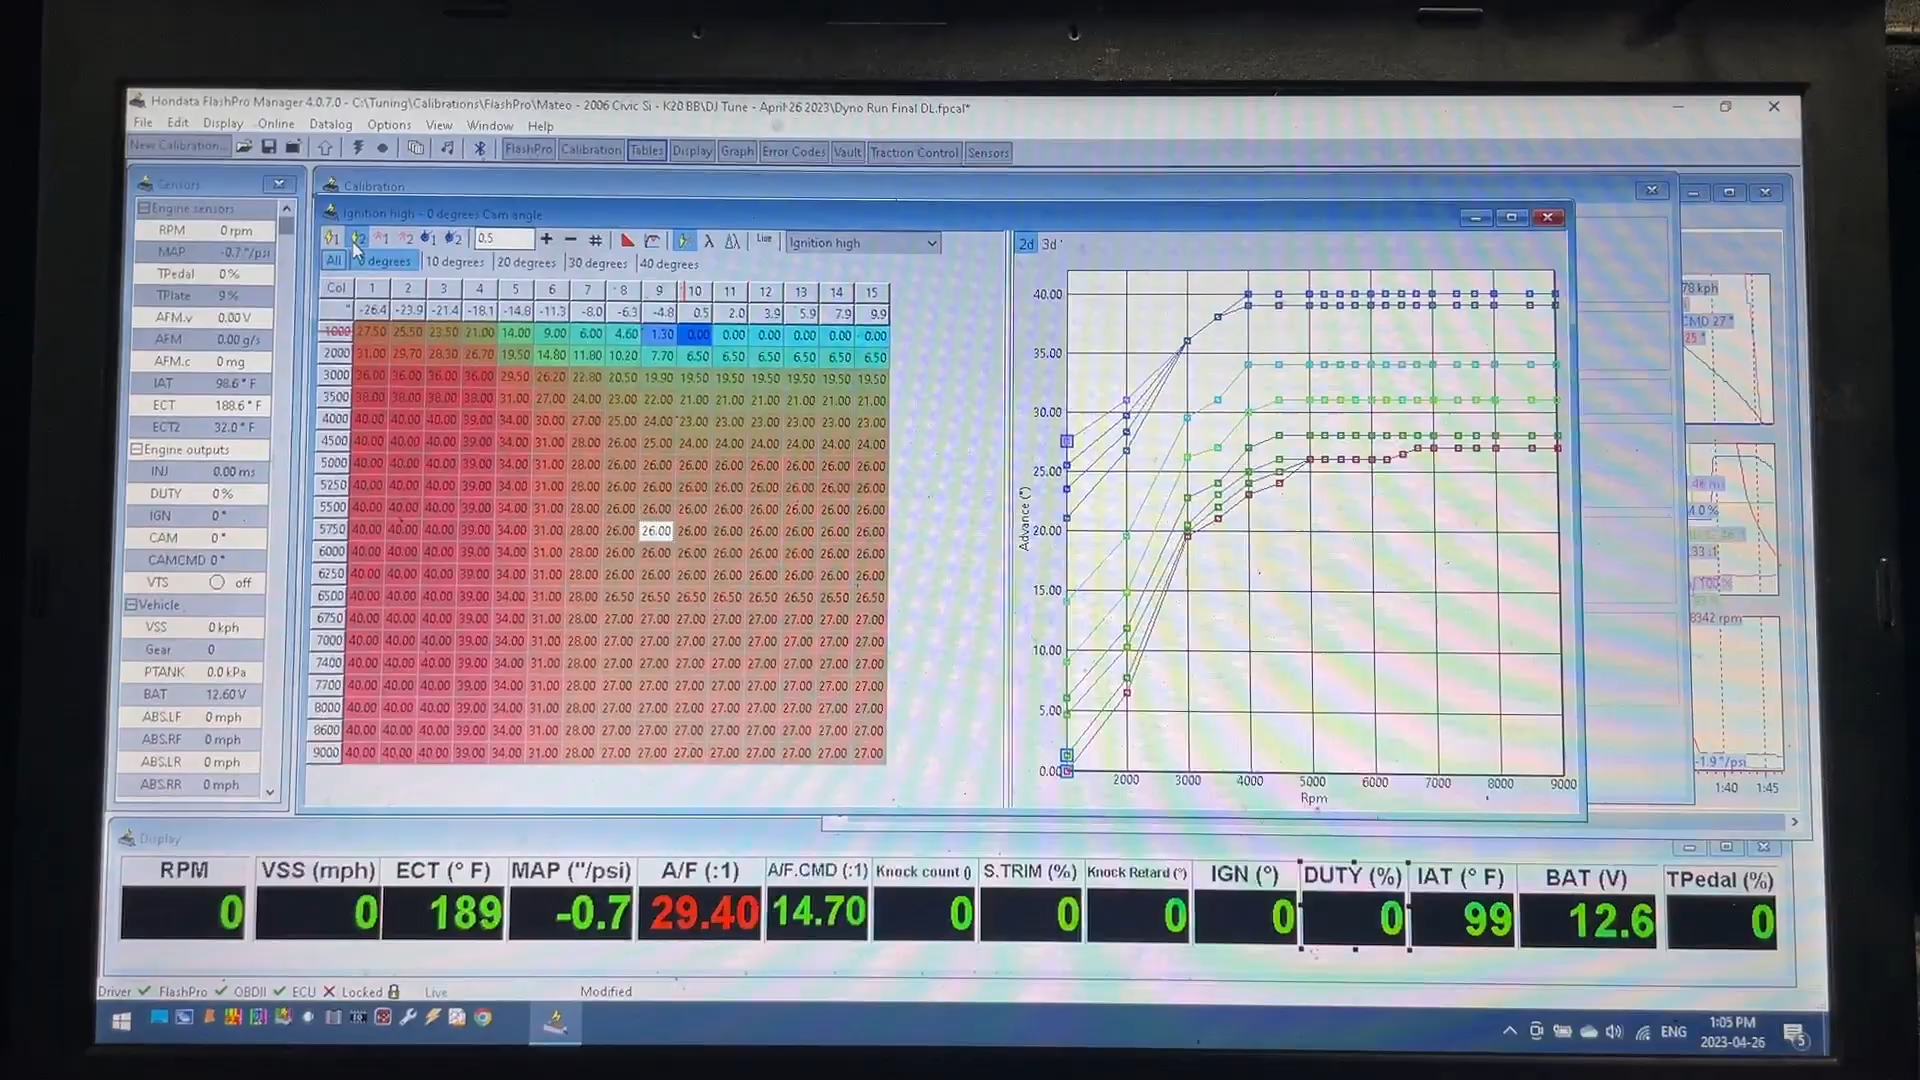 Hondata FlashPro Manager 4.0.7.0 - C:\Tuning\Calibrations\FlashPro\Mateo - 2006 Civic Si - K20 BB\DJ Tune - April 26 2023\Dyno Run Final DL.fpcal*
File Edit Display Online Datalog Options View Window Help
New Calibration... FlashPro Calibration Tables Display Graph Error Codes Vault Traction Control Sensors
Sensors
Engine sensors
RPM 0 rpm
MAP -0.7 "/psi
TPedal 0%
TPlate 9%
AFM.v 0.00 V
AFM 0.00 g/s
AFM.c 0 mg
IAT 98.6° F
ECT 188.6° F
ECT2 32.0° F
Engine outputs
INJ 0.00 ms
DUTY 0%
IGN 0°
CAM 0°
CAMCMD 0°
VTS off
Vehicle
VSS 0 kph
Gear 0
PTANK 0.0 kPa
BAT 12.60 V
ABS.LF 0 mph
ABS.RF 0 mph
ABS.LR 0 mph
ABS.RR 0 mph
Calibration
Ignition high - 0 degrees Cam angle
1 2 1 2 1 2 0.5 Live Ignition high
All 0 degrees 10 degrees 20 degrees 30 degrees 40 degrees
Col 1 2 3 4 5 6 7 8 9 10 11 12 13 14 15
" -26.4 -23.9 -21.4 -18.1 -14.8 -11.3 -8.0 -6.3 -4.8 0.5 2.0 3.9 5.9 7.9 9.9
1000 27.50 25.50 23.50 21.00 14.00 9.00 6.00 4.60 1.30 0.00 0.00 0.00 0.00 0.00 0.00
2000 31.00 29.70 28.30 26.70 19.50 14.80 11.80 10.20 7.70 6.50 6.50 6.50 6.50 6.50 6.50
3000 36.00 36.00 36.00 36.00 29.50 26.20 22.80 20.50 19.90 19.50 19.50 19.50 19.50 19.50 19.50
3500 38.00 38.00 38.00 38.00 31.00 27.00 24.00 23.00 22.00 21.00 21.00 21.00 21.00 21.00 21.00
4000 40.00 40.00 40.00 39.00 34.00 30.00 27.00 25.00 24.00 23.00 23.00 23.00 23.00 23.00 23.00
4500 40.00 40.00 40.00 39.00 34.00 31.00 28.00 26.00 25.00 24.00 24.00 24.00 24.00 24.00 24.00
5000 40.00 40.00 40.00 39.00 34.00 31.00 28.00 26.00 26.00 26.00 26.00 26.00 26.00 26.00 26.00
5250 40.00 40.00 40.00 39.00 34.00 31.00 28.00 26.00 26.00 26.00 26.00 26.00 26.00 26.00 26.00
5500 40.00 40.00 40.00 39.00 34.00 31.00 28.00 26.00 26.00 26.00 26.00 26.00 26.00 26.00 26.00
5750 40.00 40.00 40.00 39.00 34.00 31.00 28.00 26.00 26.00 26.00 26.00 26.00 26.00 26.00 26.00
6000 40.00 40.00 40.00 39.00 34.00 31.00 28.00 26.00 26.00 26.00 26.00 26.00 26.00 26.00 26.00
6250 40.00 40.00 40.00 39.00 34.00 31.00 28.00 26.00 26.00 26.00 26.00 26.00 26.00 26.00 26.00
6500 40.00 40.00 40.00 39.00 34.00 31.00 28.00 26.50 26.50 26.50 26.50 26.50 26.50 26.50 26.50
6750 40.00 40.00 40.00 39.00 34.00 31.00 28.00 27.00 27.00 27.00 27.00 27.00 27.00 27.00 27.00
7000 40.00 40.00 40.00 39.00 34.00 31.00 28.00 27.00 27.00 27.00 27.00 27.00 27.00 27.00 27.00
7400 40.00 40.00 40.00 39.00 34.00 31.00 28.00 27.00 27.00 27.00 27.00 27.00 27.00 27.00 27.00
7700 40.00 40.00 40.00 39.00 34.00 31.00 28.00 27.00 27.00 27.00 27.00 27.00 27.00 27.00 27.00
8000 40.00 40.00 40.00 39.00 34.00 31.00 28.00 27.00 27.00 27.00 27.00 27.00 27.00 27.00 27.00
8600 40.00 40.00 40.00 39.00 34.00 31.00 28.00 27.00 27.00 27.00 27.00 27.00 27.00 27.00 27.00
9000 40.00 40.00 40.00 39.00 34.00 31.00 28.00 27.00 27.00 27.00 27.00 27.00 27.00 27.00 27.00
2d 3d
40.00
35.00
30.00
25.00
20.00
15.00
10.00
5.00
0.00
Advance (°)
2000 3000 4000 5000 6000 7000 8000 9000
Rpm
78 kph
CMD 27°
25°
4.0 %
8342 rpm
-1.9 "/psi
1:40 1:45
Display
RPM VSS (mph) ECT (° F) MAP ("/psi) A/F (:1) A/F.CMD (:1) Knock count () S.TRIM (%) Knock Retard (°) IGN (°) DUTY (%) IAT (° F) BAT (V) TPedal (%)
0 0 189 -0.7 29.40 14.70 0 0 0 0 0 99 12.6 0
Driver FlashPro OBDII ECU Locked Live Modified
ENG
1:05 PM
2023-04-26
5